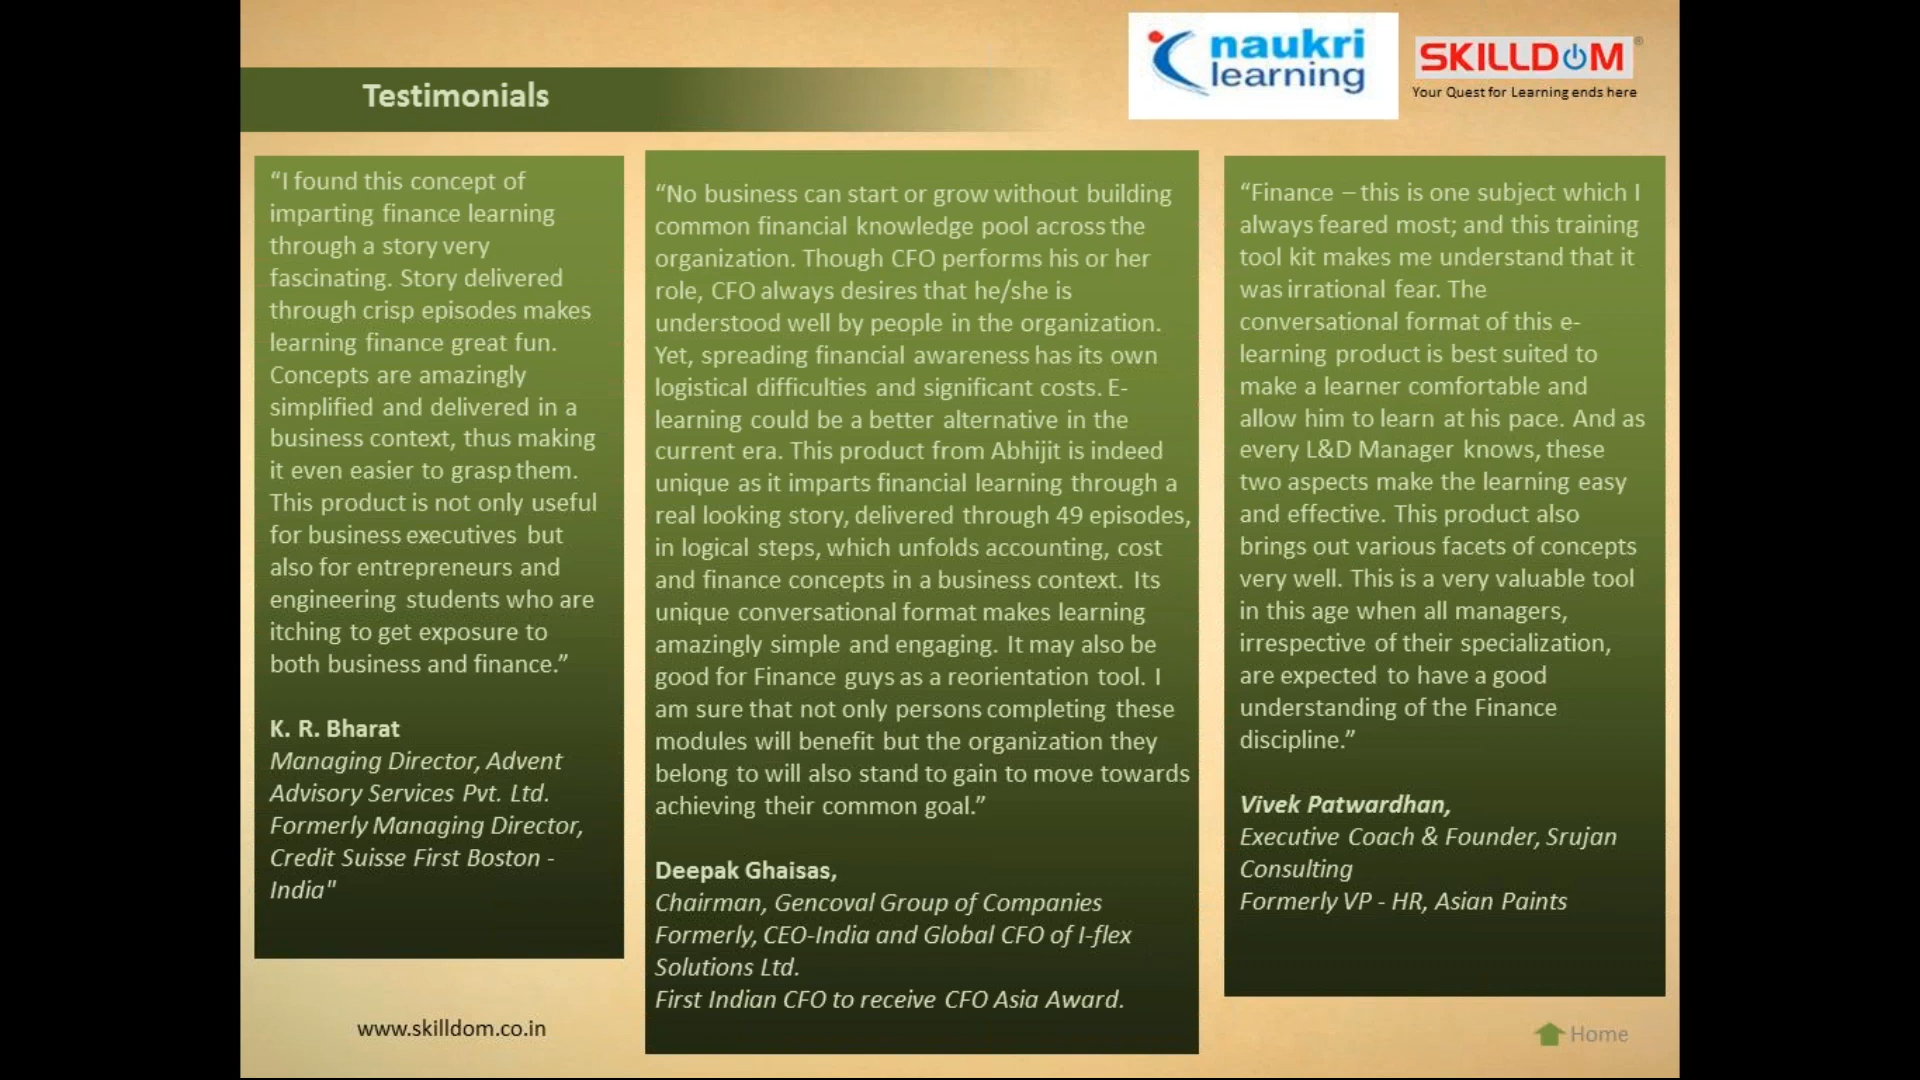 naukri
learning
SKILLDOM®
Your Quest for Learning ends here
Testimonials
“I found this concept of
imparting finance learning
through a story very
fascinating. Story delivered
through crisp episodes makes
learning finance great fun.
Concepts are amazingly
simplified and delivered in a
business context, thus making
it even easier to grasp them.
This product is not only useful
for business executives but
also for entrepreneurs and
engineering students who are
itching to get exposure to
both business and finance.”
K. R. Bharat
Managing Director, Advent
Advisory Services Pvt. Ltd.
Formerly Managing Director,
Credit Suisse First Boston -
India"
“No business can start or grow without building
common financial knowledge pool across the
organization. Though CFO performs his or her
role, CFO always desires that he/she is
understood well by people in the organization.
Yet, spreading financial awareness has its own
logistical difficulties and significant costs. E-
learning could be a better alternative in the
current era. This product from Abhijit is indeed
unique as it imparts financial learning through a
real looking story, delivered through 49 episodes,
in logical steps, which unfolds accounting, cost
and finance concepts in a business context. Its
unique conversational format makes learning
amazingly simple and engaging. It may also be
good for Finance guys as a reorientation tool. I
am sure that not only persons completing these
modules will benefit but the organization they
belong to will also stand to gain to move towards
achieving their common goal.”
Deepak Ghaisas,
Chairman, Gencoval Group of Companies
Formerly, CEO-India and Global CFO of I-flex
Solutions Ltd.
First Indian CFO to receive CFO Asia Award.
“Finance – this is one subject which I
always feared most; and this training
tool kit makes me understand that it
was irrational fear. The
conversational format of this e-
learning product is best suited to
make a learner comfortable and
allow him to learn at his pace. And as
every L&D Manager knows, these
two aspects make the learning easy
and effective. This product also
brings out various facets of concepts
very well. This is a very valuable tool
in this age when all managers,
irrespective of their specialization,
are expected to have a good
understanding of the Finance
discipline.”
Vivek Patwardhan,
Executive Coach & Founder, Srujan
Consulting
Formerly VP - HR, Asian Paints
www.skilldom.co.in
Home